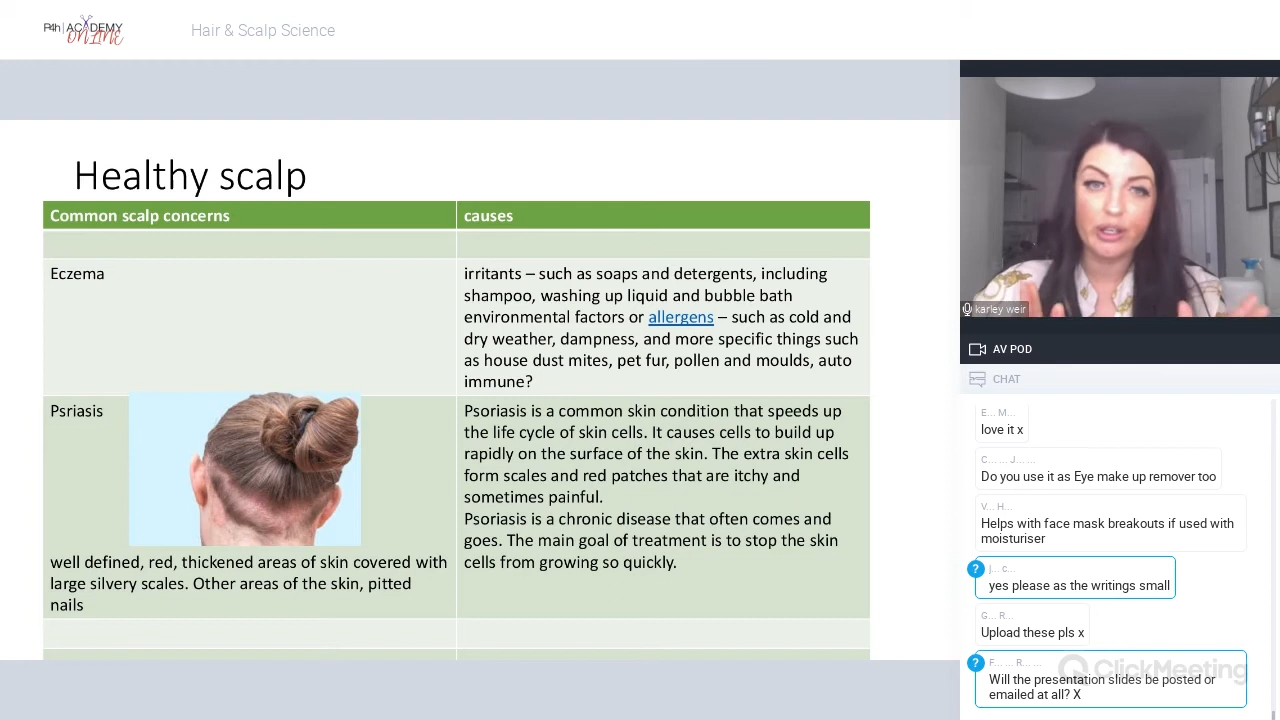 P4h | ACADEMY
ONLINE
Hair & Scalp Science
Healthy scalp
Common scalp concerns
causes
Eczema
irritants – such as soaps and detergents, including
shampoo, washing up liquid and bubble bath
environmental factors or allergens – such as cold and
dry weather, dampness, and more specific things such
as house dust mites, pet fur, pollen and moulds, auto
immune?
Psriasis
well defined, red, thickened areas of skin covered with
large silvery scales. Other areas of the skin, pitted
nails
Psoriasis is a common skin condition that speeds up
the life cycle of skin cells. It causes cells to build up
rapidly on the surface of the skin. The extra skin cells
form scales and red patches that are itchy and
sometimes painful.
Psoriasis is a chronic disease that often comes and
goes. The main goal of treatment is to stop the skin
cells from growing so quickly.
karley weir
AV POD
CHAT
E... M...
love it x
C... ... J... ...
Do you use it as Eye make up remover too
V... H...
Helps with face mask breakouts if used with
moisturiser
?
j... c...
yes please as the writings small
G... R...
Upload these pls x
?
F... ... R... ...
Will the presentation slides be posted or
emailed at all? X
ClickMeeting